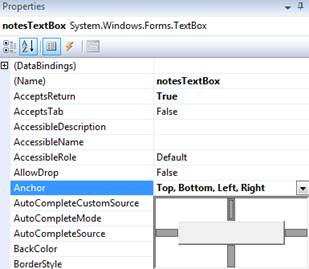 Properties
notesTextBox System.Windows.Forms.TextBox
(DataBindings)
(Name) notesTextBox
AcceptsReturn True
AcceptsTab False
AccessibleDescription
AccessibleName
AccessibleRole Default
AllowDrop False
Anchor Top, Bottom, Left, Right
AutoCompleteCustomSource
AutoCompleteMode
AutoCompleteSource
BackColor
BorderStyle